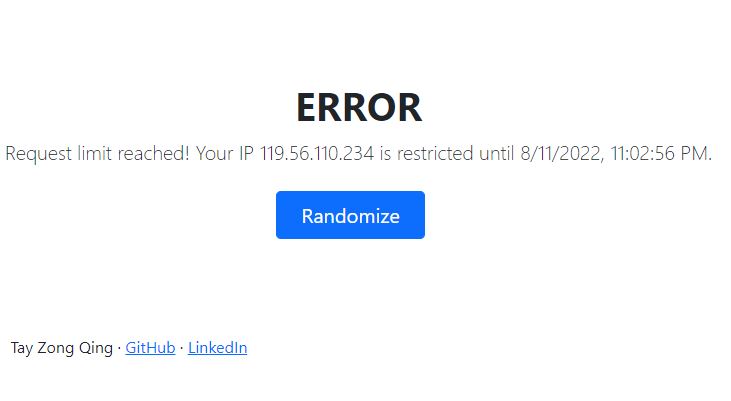 ERROR
Request limit reached! Your IP 119.56.110.234 is restricted until 8/11/2022, 11:02:56 PM.
Randomize
Tay Zong Qing · GitHub · LinkedIn